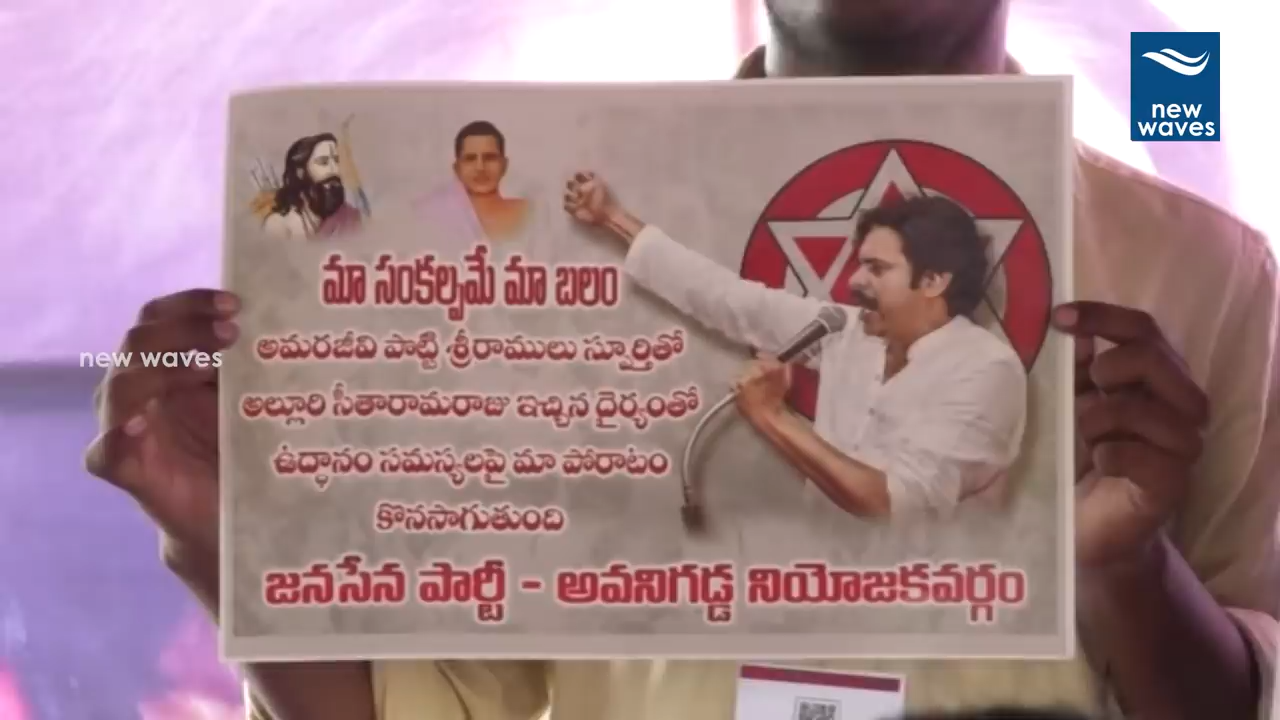 new
waves
మా సంకల్పమే మా బలం
అమరజీవి పొట్టి శ్రీరాములు స్ఫూర్తితో
new waves
అల్లూరి సీతారామరాజు ఇచ్చిన దైర్యంతో
ఉద్ధానం సమస్యలపై మా పోరాటం
కొనసాగుతుంది
జనసేన పార్టీ - అవనిగడ్డ నియోజకవర్గం